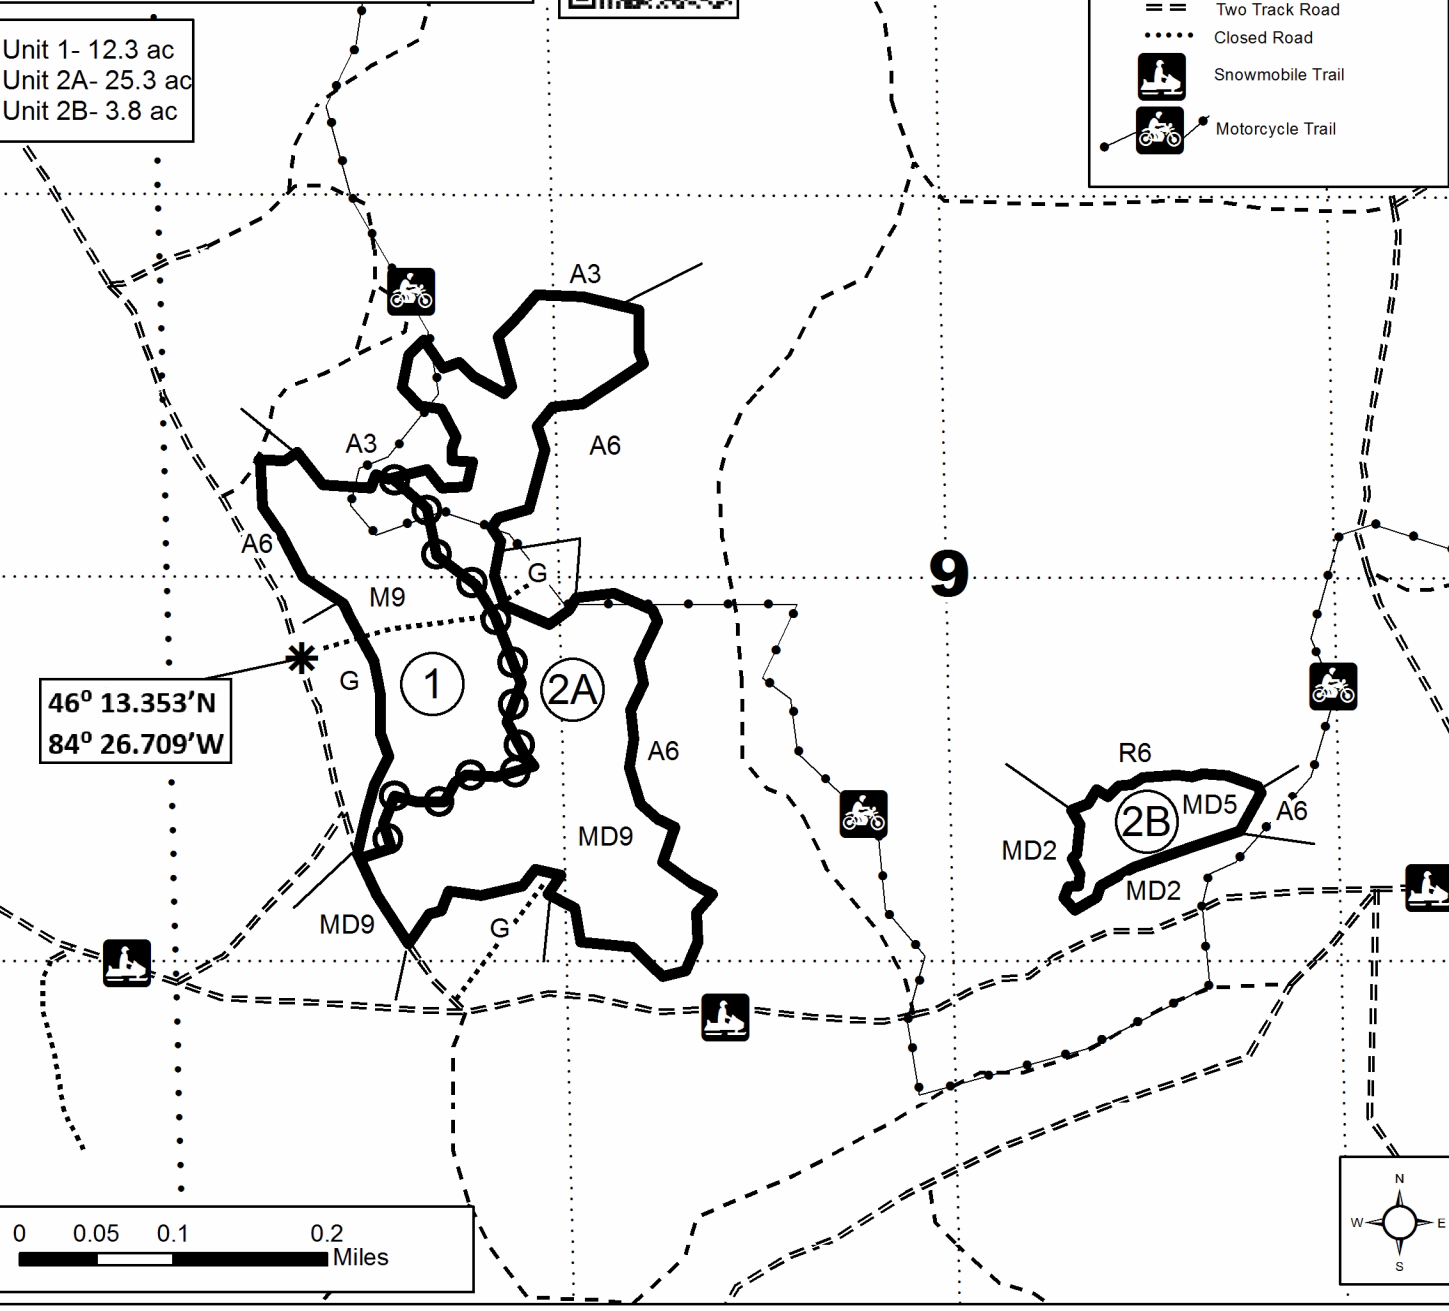 Two Track Road
Closed Road
Snowmobile Trail
Motorcycle Trail
Unit 1- 12.3 ac
Unit 2A- 25.3 ac
Unit 2B- 3.8 ac
A3
A3
A6
A6
G
9
M9
G
1
2A
46⁰ 13.353’N
84⁰ 26.709’W
A6
R6
MD5
A6
2B
MD9
MD2
MD2
MD9
G
N
W
E
S
0 0.05 0.1 0.2
Miles